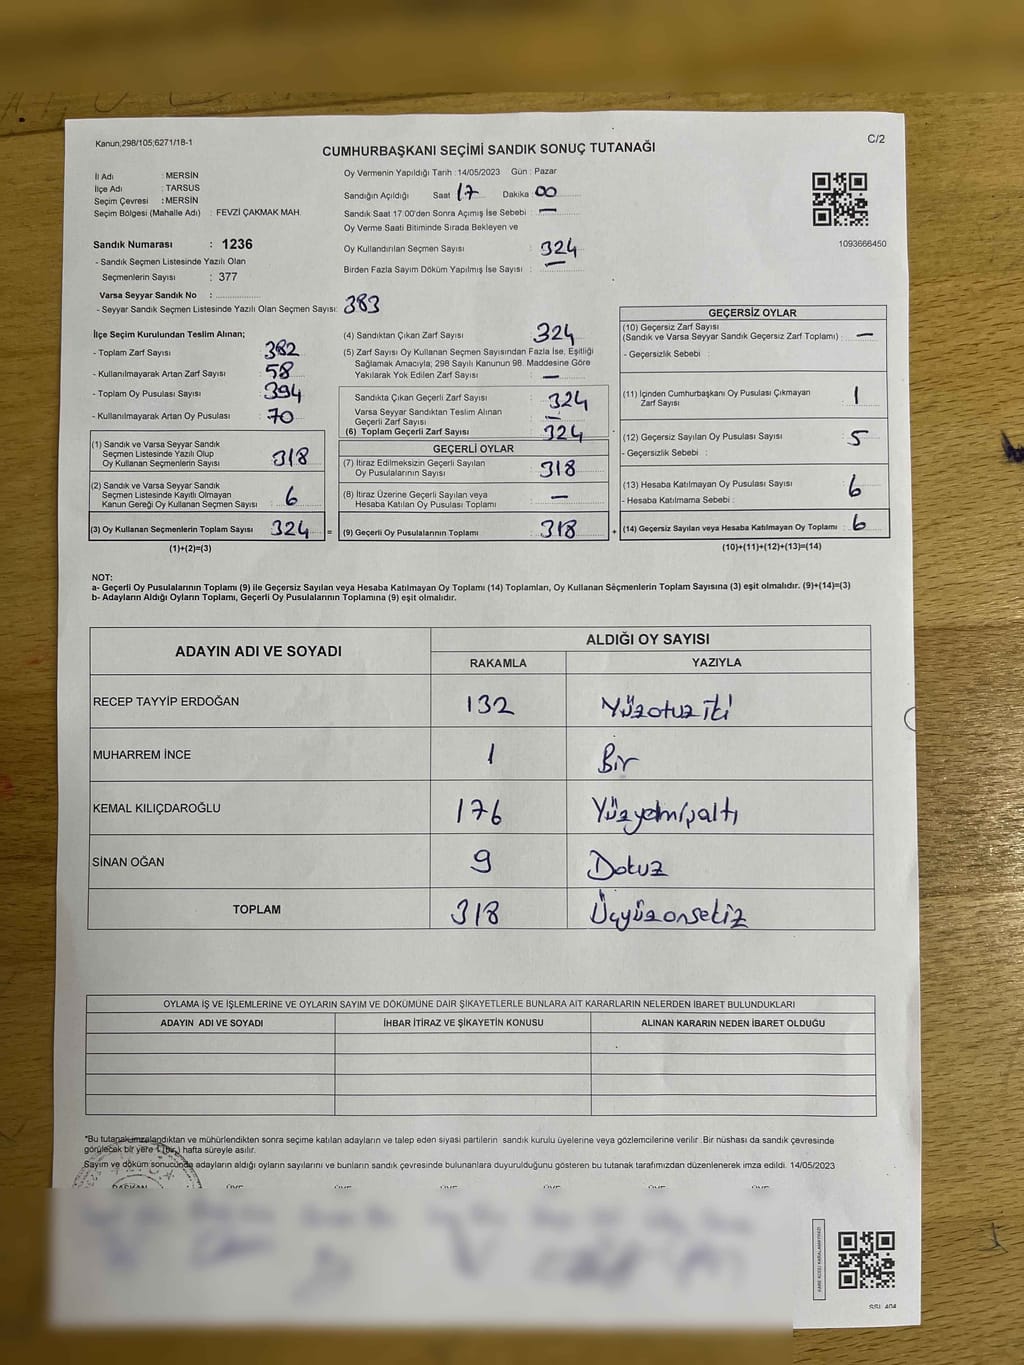 Kanun;298/105;6271/18-1
C/2
CUMHURBAŞKANI SEÇİMİ SANDIK SONUÇ TUTANAĞI
İl Adı : MERSİN
İlçe Adı : TARSUS
Seçim Çevresi : MERSİN
Seçim Bölgesi (Mahalle Adı) : FEVZİ ÇAKMAK MAH.
Sandık Numarası : 1236
- Sandık Seçmen Listesinde Yazılı Olan
Seçmenlerin Sayısı : 377
Varsa Seyyar Sandık No :
- Seyyar Sandık Seçmen Listesinde Yazılı Olan Seçmen Sayısı: 383
Oy Vermenin Yapıldığı Tarih :14/05/2023 Gün : Pazar
Sandığın Açıldığı Saat 17 Dakika 00
Sandık Saat 17:00'den Sonra Açımış İse Sebebi : —
Oy Verme Saati Bitiminde Sırada Bekleyen ve
Oy Kullandırılan Seçmen Sayısı 324
Birden Fazla Sayım Döküm Yapılmış İse Sayısı : —
1093666450
İlçe Seçim Kurulundan Teslim Alınan;
- Toplam Zarf Sayısı : 382
- Kullanılmayarak Artan Zarf Sayısı : 58
- Toplam Oy Pusulası Sayısı : 394
- Kullanılmayarak Artan Oy Pusulası : 70
(1) Sandık ve Varsa Seyyar Sandık
Seçmen Listesinde Yazılı Olup
Oy Kullanan Seçmenlerin Sayısı : 318
(2) Sandık ve Varsa Seyyar Sandık
Seçmen Listesinde Kayıtlı Olmayan
Kanun Gereği Oy Kullanan Seçmen Sayısı : 6
(3) Oy Kullanan Seçmenlerin Toplam Sayısı : 324 =
(1)+(2)=(3)
(4) Sandıktan Çıkan Zarf Sayısı 324
(5) Zarf Sayısı Oy Kullanan Seçmen Sayısından Fazla İse, Eşitliği
Sağlamak Amacıyla; 298 Sayılı Kanunun 98. Maddesine Göre
Yakılarak Yok Edilen Zarf Sayısı —
Sandıkta Çıkan Geçerli Zarf Sayısı 324
Varsa Seyyar Sandıktan Teslim Alınan
Geçerli Zarf Sayısı —
(6) Toplam Geçerli Zarf Sayısı 324
GEÇERLİ OYLAR
(7) İtiraz Edilmeksizin Geçerli Sayılan
Oy Pusulalarının Sayısı 318
(8) İtiraz Üzerine Geçerli Sayılan veya
Hesaba Katılan Oy Pusulası Toplamı —
(9) Geçerli Oy Pusulalarının Toplamı 318 +
GEÇERSİZ OYLAR
(10) Geçersiz Zarf Sayısı
(Sandık ve Varsa Seyyar Sandık Geçersiz Zarf Toplamı) : —
- Geçersizlik Sebebi :
(11) İçinden Cumhurbaşkanı Oy Pusulası Çıkmayan
Zarf Sayısı 1
(12) Geçersiz Sayılan Oy Pusulası Sayısı 5
- Geçersizlik Sebebi :
(13) Hesaba Katılmayan Oy Pusulası Sayısı 6
- Hesaba Katılmama Sebebi :
(14) Geçersiz Sayılan veya Hesaba Katılmayan Oy Toplamı : 6
(10)+(11)+(12)+(13)=(14)
NOT:
a- Geçerli Oy Pusulalarının Toplamı (9) ile Geçersiz Sayılan veya Hesaba Katılmayan Oy Toplamı (14) Toplamları, Oy Kullanan Seçmenlerin Toplam Sayısına (3) eşit olmalıdır. (9)+(14)=(3)
b- Adayların Aldığı Oyların Toplamı, Geçerli Oy Pusulalarının Toplamına (9) eşit olmalıdır.
ADAYIN ADI VE SOYADI
ALDIĞI OY SAYISI
RAKAMLA YAZIYLA
RECEP TAYYİP ERDOĞAN 132 Yüzotuz iki
MUHARREM İNCE 1 Bir
KEMAL KILIÇDAROĞLU 176 Yüzyetmişaltı
SİNAN OĞAN 9 Dokuz
TOPLAM 318 Üçyüzonsekiz
OYLAMA İŞ VE İŞLEMLERİNE VE OYLARIN SAYIM VE DÖKÜMÜNE DAİR ŞİKAYETLERLE BUNLARA AİT KARARLARIN NELERDEN İBARET BULUNDUKLARI
ADAYIN ADI VE SOYADI İHBAR İTİRAZ VE ŞİKAYETİN KONUSU ALINAN KARARIN NEDEN İBARET OLDUĞU
*Bu tutanak imzalandıktan ve mühürlendikten sonra seçime katılan adayların ve talep eden siyasi partilerin sandık kurulu üyelerine veya gözlemcilerine verilir .Bir nüshası da sandık çevresinde
görülecek bir yere 1 (Bir) hafta süreyle asılır.
Sayım ve döküm sonucunda adayların aldığı oyların sayılarını ve bunların sandık çevresinde bulunanlara duyurulduğunu gösteren bu tutanak tarafımızdan düzenlenerek imza edildi. 14/05/2023
BAŞKAN ÜYE ÜYE ÜYE ÜYE ÜYE ÜYE